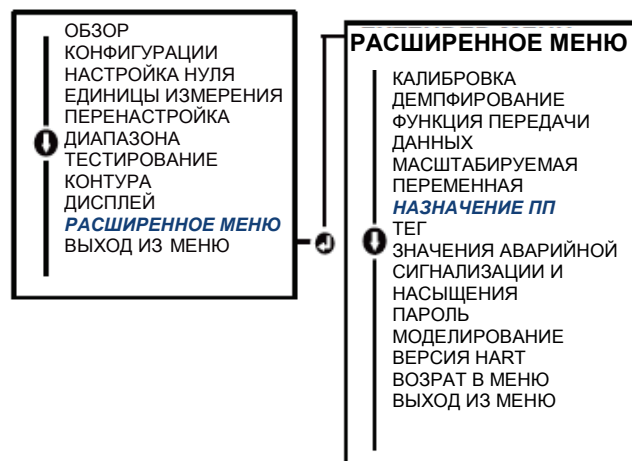 ОБЗОР
КОНФИГУРАЦИИ
НАСТРОЙКА НУЛЯ
ЕДИНИЦЫ ИЗМЕРЕНИЯ
ПЕРЕНАСТРОЙКА
ДИАПАЗОНА
ТЕСТИРОВАНИЕ
КОНТУРА
ДИСПЛЕЙ
РАСШИРЕННОЕ МЕНЮ
ВЫХОД ИЗ МЕНЮ
РАСШИРЕННОЕ МЕНЮ
КАЛИБРОВКА
ДЕМПФИРОВАНИЕ
ФУНКЦИЯ ПЕРЕДАЧИ
ДАННЫХ
МАСШТАБИРУЕМАЯ
ПЕРЕМЕННАЯ
НАЗНАЧЕНИЕ ПП
ТЕГ
ЗНАЧЕНИЯ АВАРИЙНОЙ
СИГНАЛИЗАЦИИ И
НАСЫЩЕНИЯ
ПАРОЛЬ
МОДЕЛИРОВАНИЕ
ВЕРСИЯ HART
ВОЗРАТ В МЕНЮ
ВЫХОД ИЗ МЕНЮ